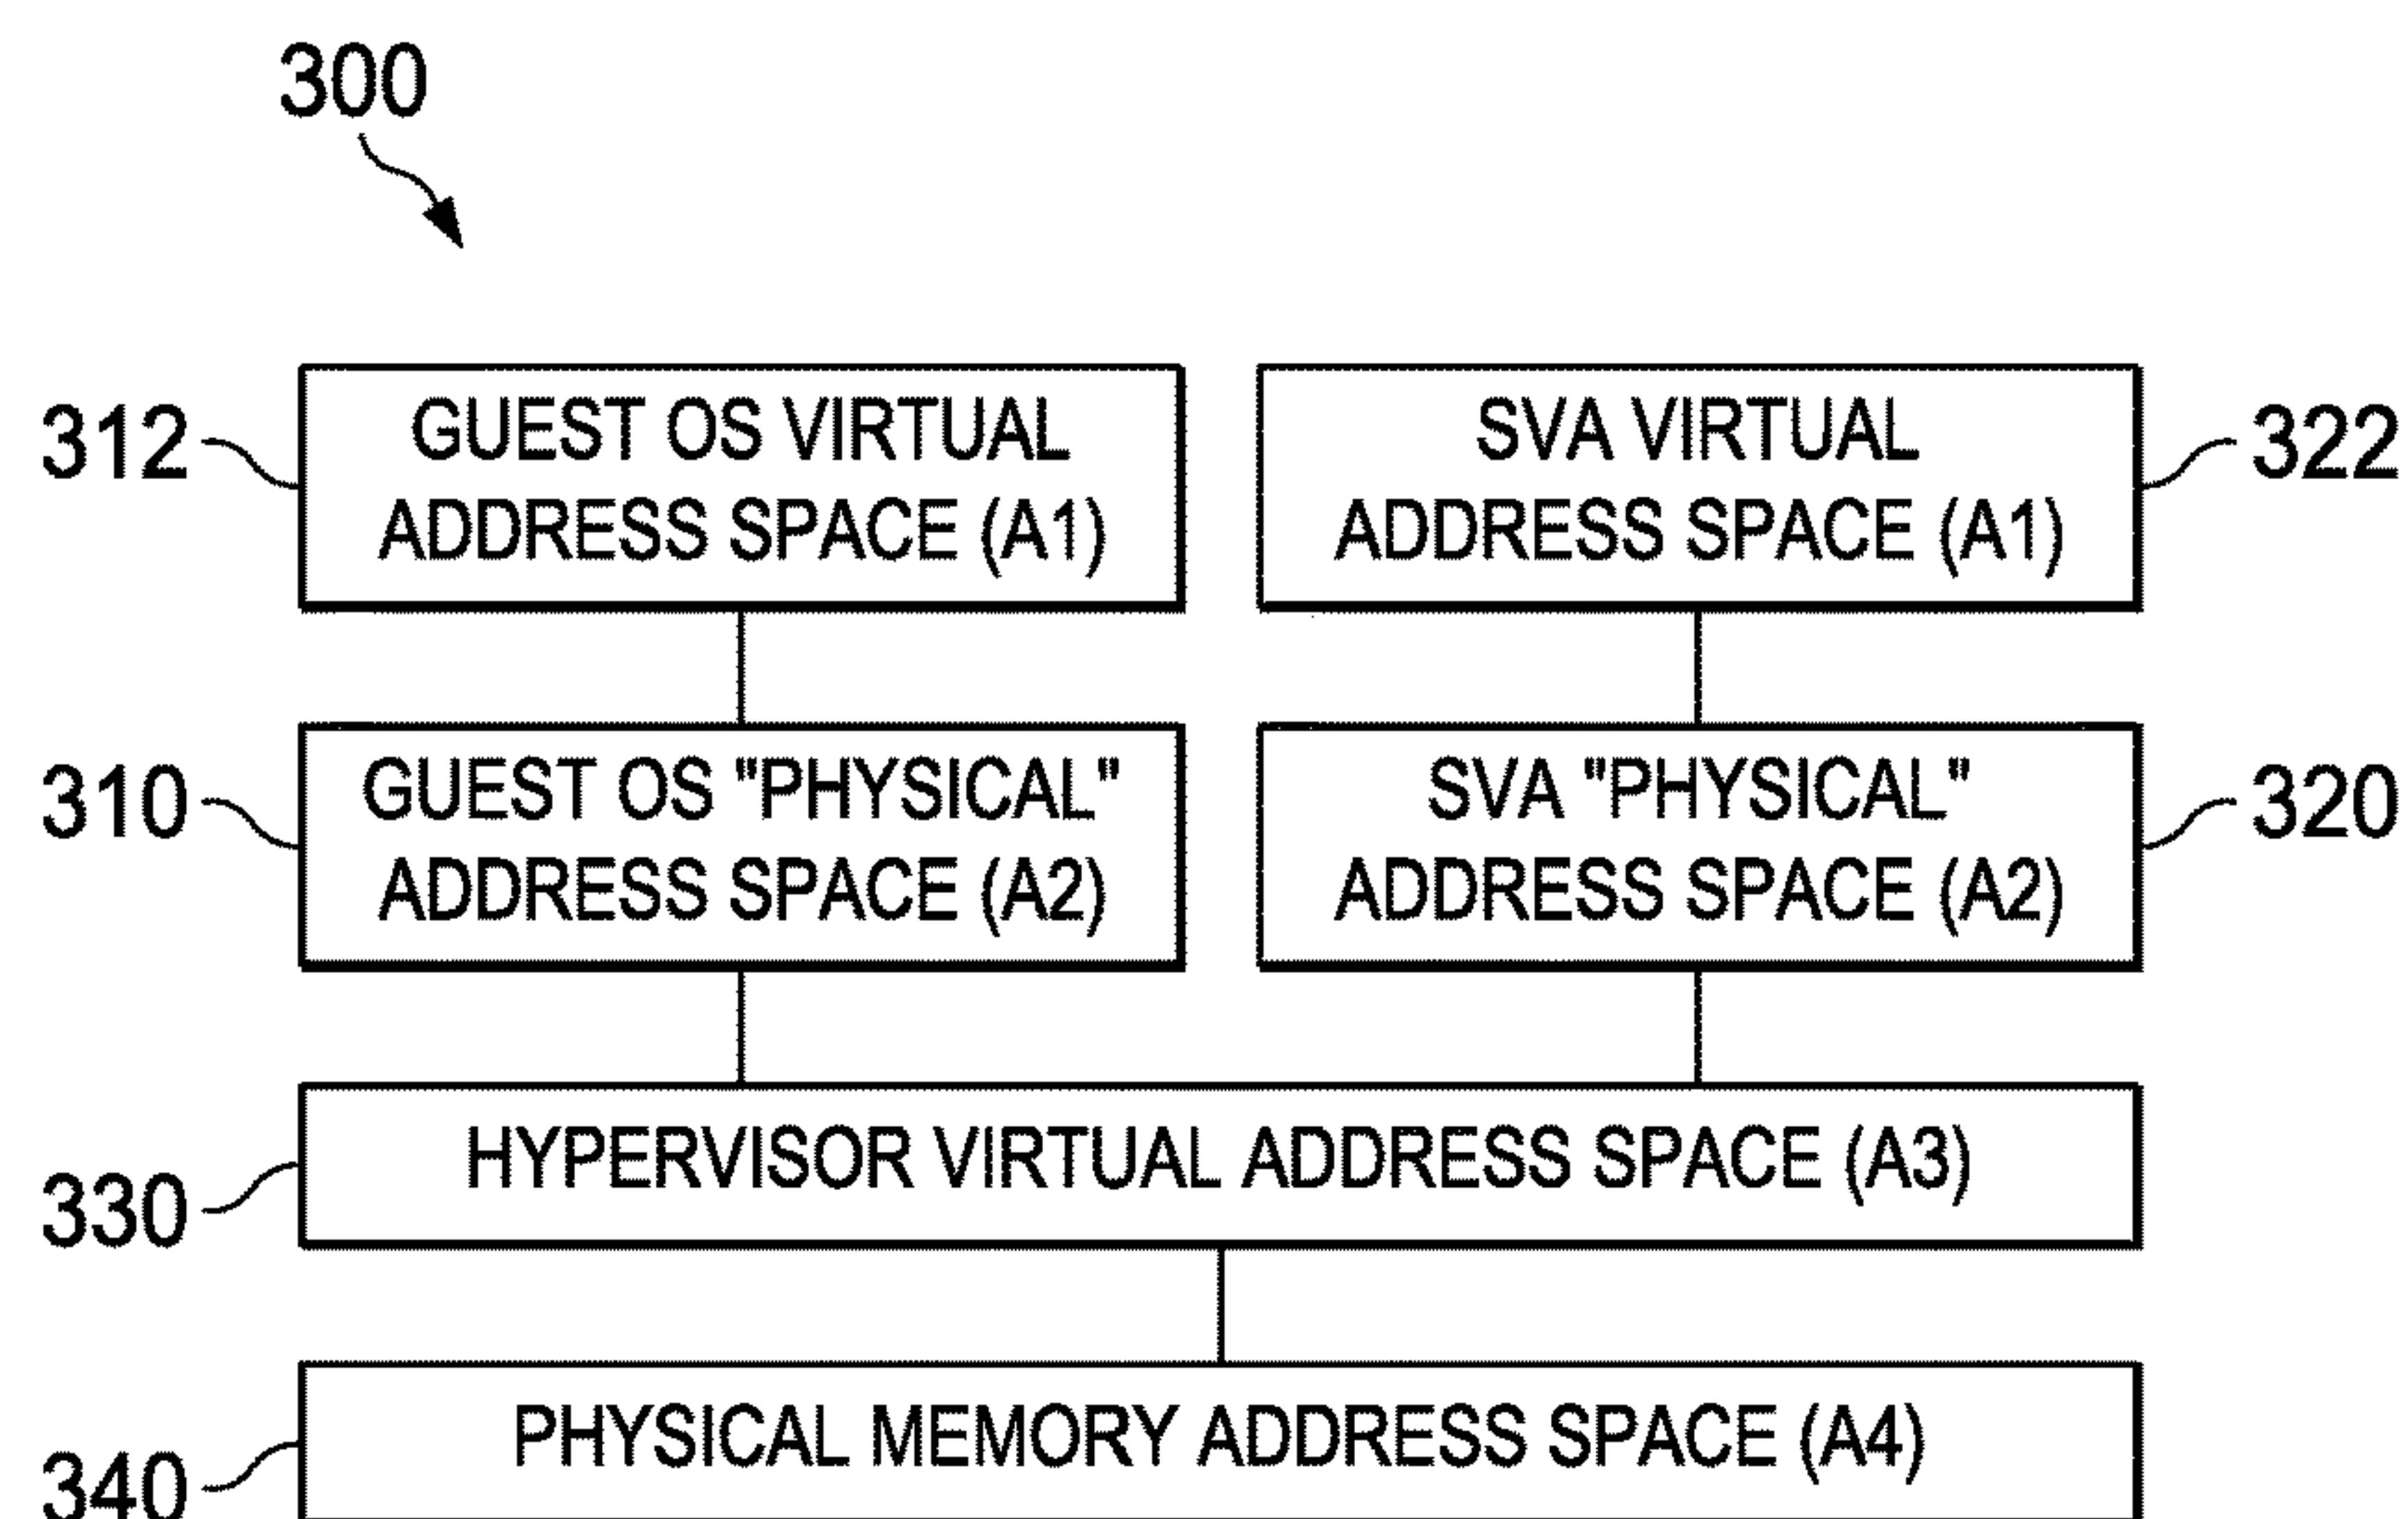 300
312
GUEST OS VIRTUAL
ADDRESS SPACE (A1)
SVA VIRTUAL
ADDRESS SPACE (A1)
322
310
GUEST OS "PHYSICAL"
ADDRESS SPACE (A2)
SVA "PHYSICAL"
ADDRESS SPACE (A2)
320
330
HYPERVISOR VIRTUAL ADDRESS SPACE (A3)
340
PHYSICAL MEMORY ADDRESS SPACE (A4)